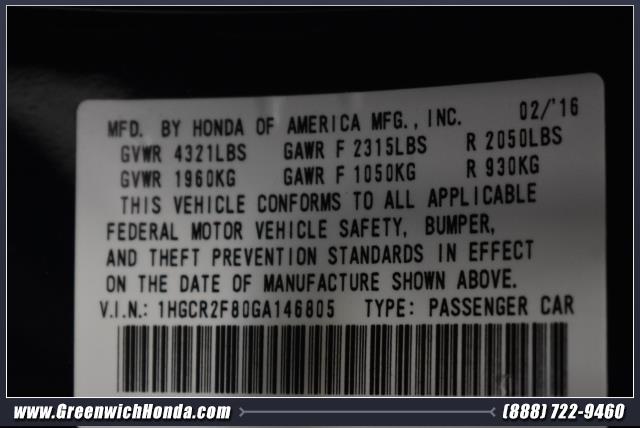 MFD. BY HONDA OF AMERICA MFG., INC. 02/'16
GVWR 4321LBS GAWR F 2315LBS R 2050LBS
GVWR 1960KG GAWR F 1050KG R 930KG
THIS VEHICLE CONFORMS TO ALL APPLICABLE
FEDERAL MOTOR VEHICLE SAFETY, BUMPER,
AND THEFT PREVENTION STANDARDS IN EFFECT
ON THE DATE OF MANUFACTURE SHOWN ABOVE.
V.I.N.: 1HGCR2F80GA146805 TYPE: PASSENGER CAR
www.GreenwichHonda.com (888) 722-9460